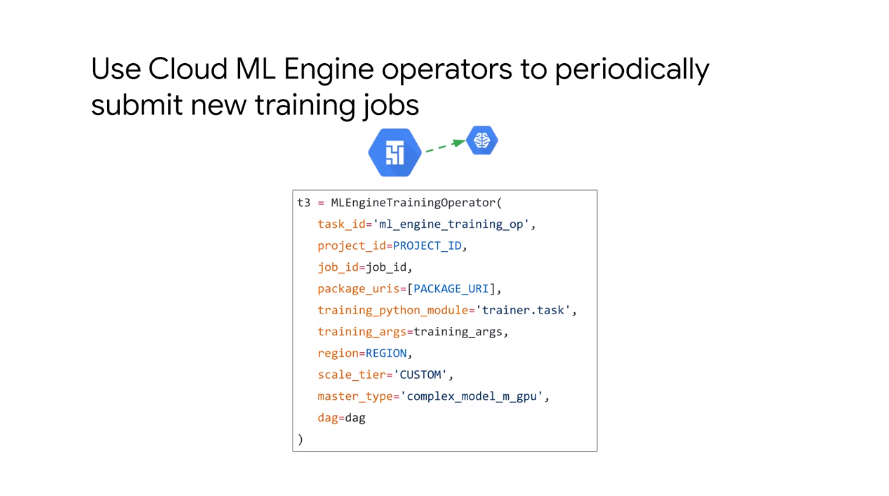 Use Cloud ML Engine operators to periodically
submit new training jobs
t3 = MLEngineTrainingOperator(
task_id='ml_engine_training_op',
project_id=PROJECT_ID,
job_id=job_id,
package_uris=[PACKAGE_URI],
training_python_module='trainer.task',
training_args=training_args,
region=REGION,
scale_tier='CUSTOM',
master_type='complex_model_m_gpu',
dag=dag
)